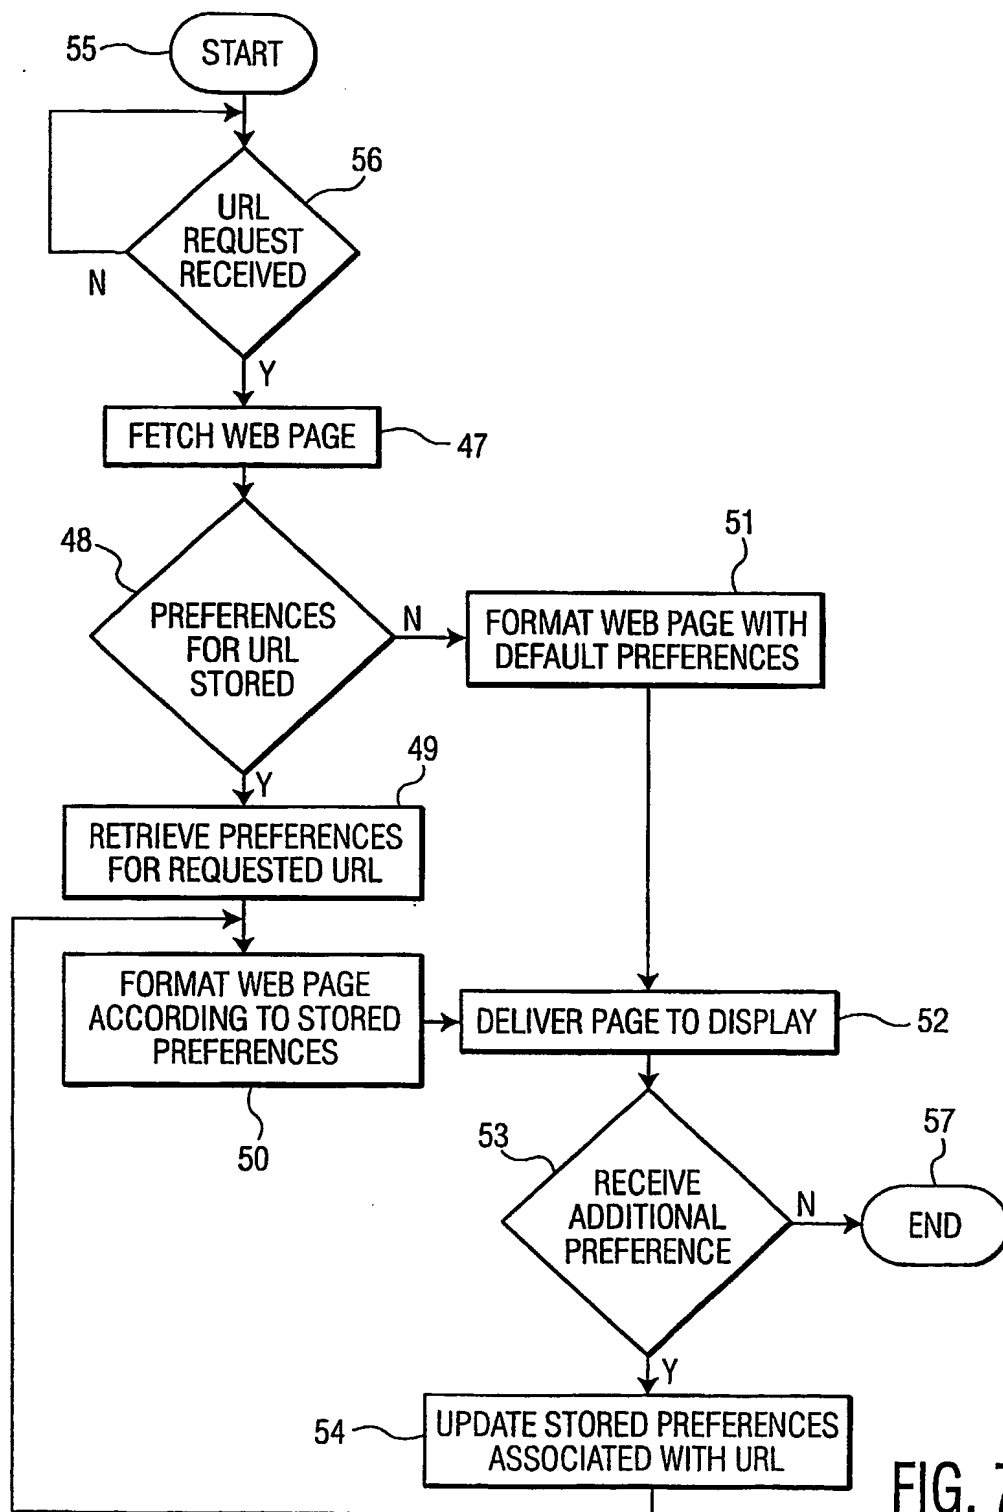 55
START
56
URL
REQUEST
RECEIVED
N
Y
FETCH WEB PAGE
47
48
PREFERENCES
FOR URL
STORED
N
51
FORMAT WEB PAGE WITH
DEFAULT PREFERENCES
Y
49
RETRIEVE PREFERENCES
FOR REQUESTED URL
FORMAT WEB PAGE
ACCORDING TO STORED
PREFERENCES
50
DELIVER PAGE TO DISPLAY
52
53
RECEIVE
ADDITIONAL
PREFERENCE
N
57
END
Y
54
UPDATE STORED PREFERENCES
ASSOCIATED WITH URL
FIG. 7